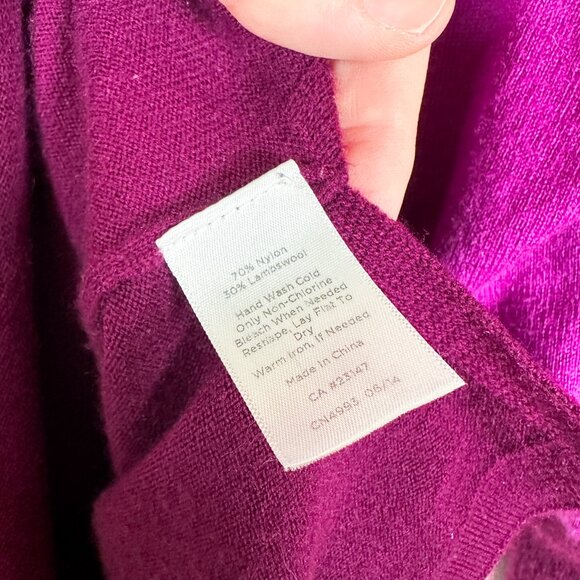 70% Nylon
30% Lambswool
Hand Wash Cold
Only Non-Chlorine
Bleach When Needed
Reshape, Lay Flat To
Dry
Warm Iron, If Needed
Made in China
CA #23147
CN4993 06/14